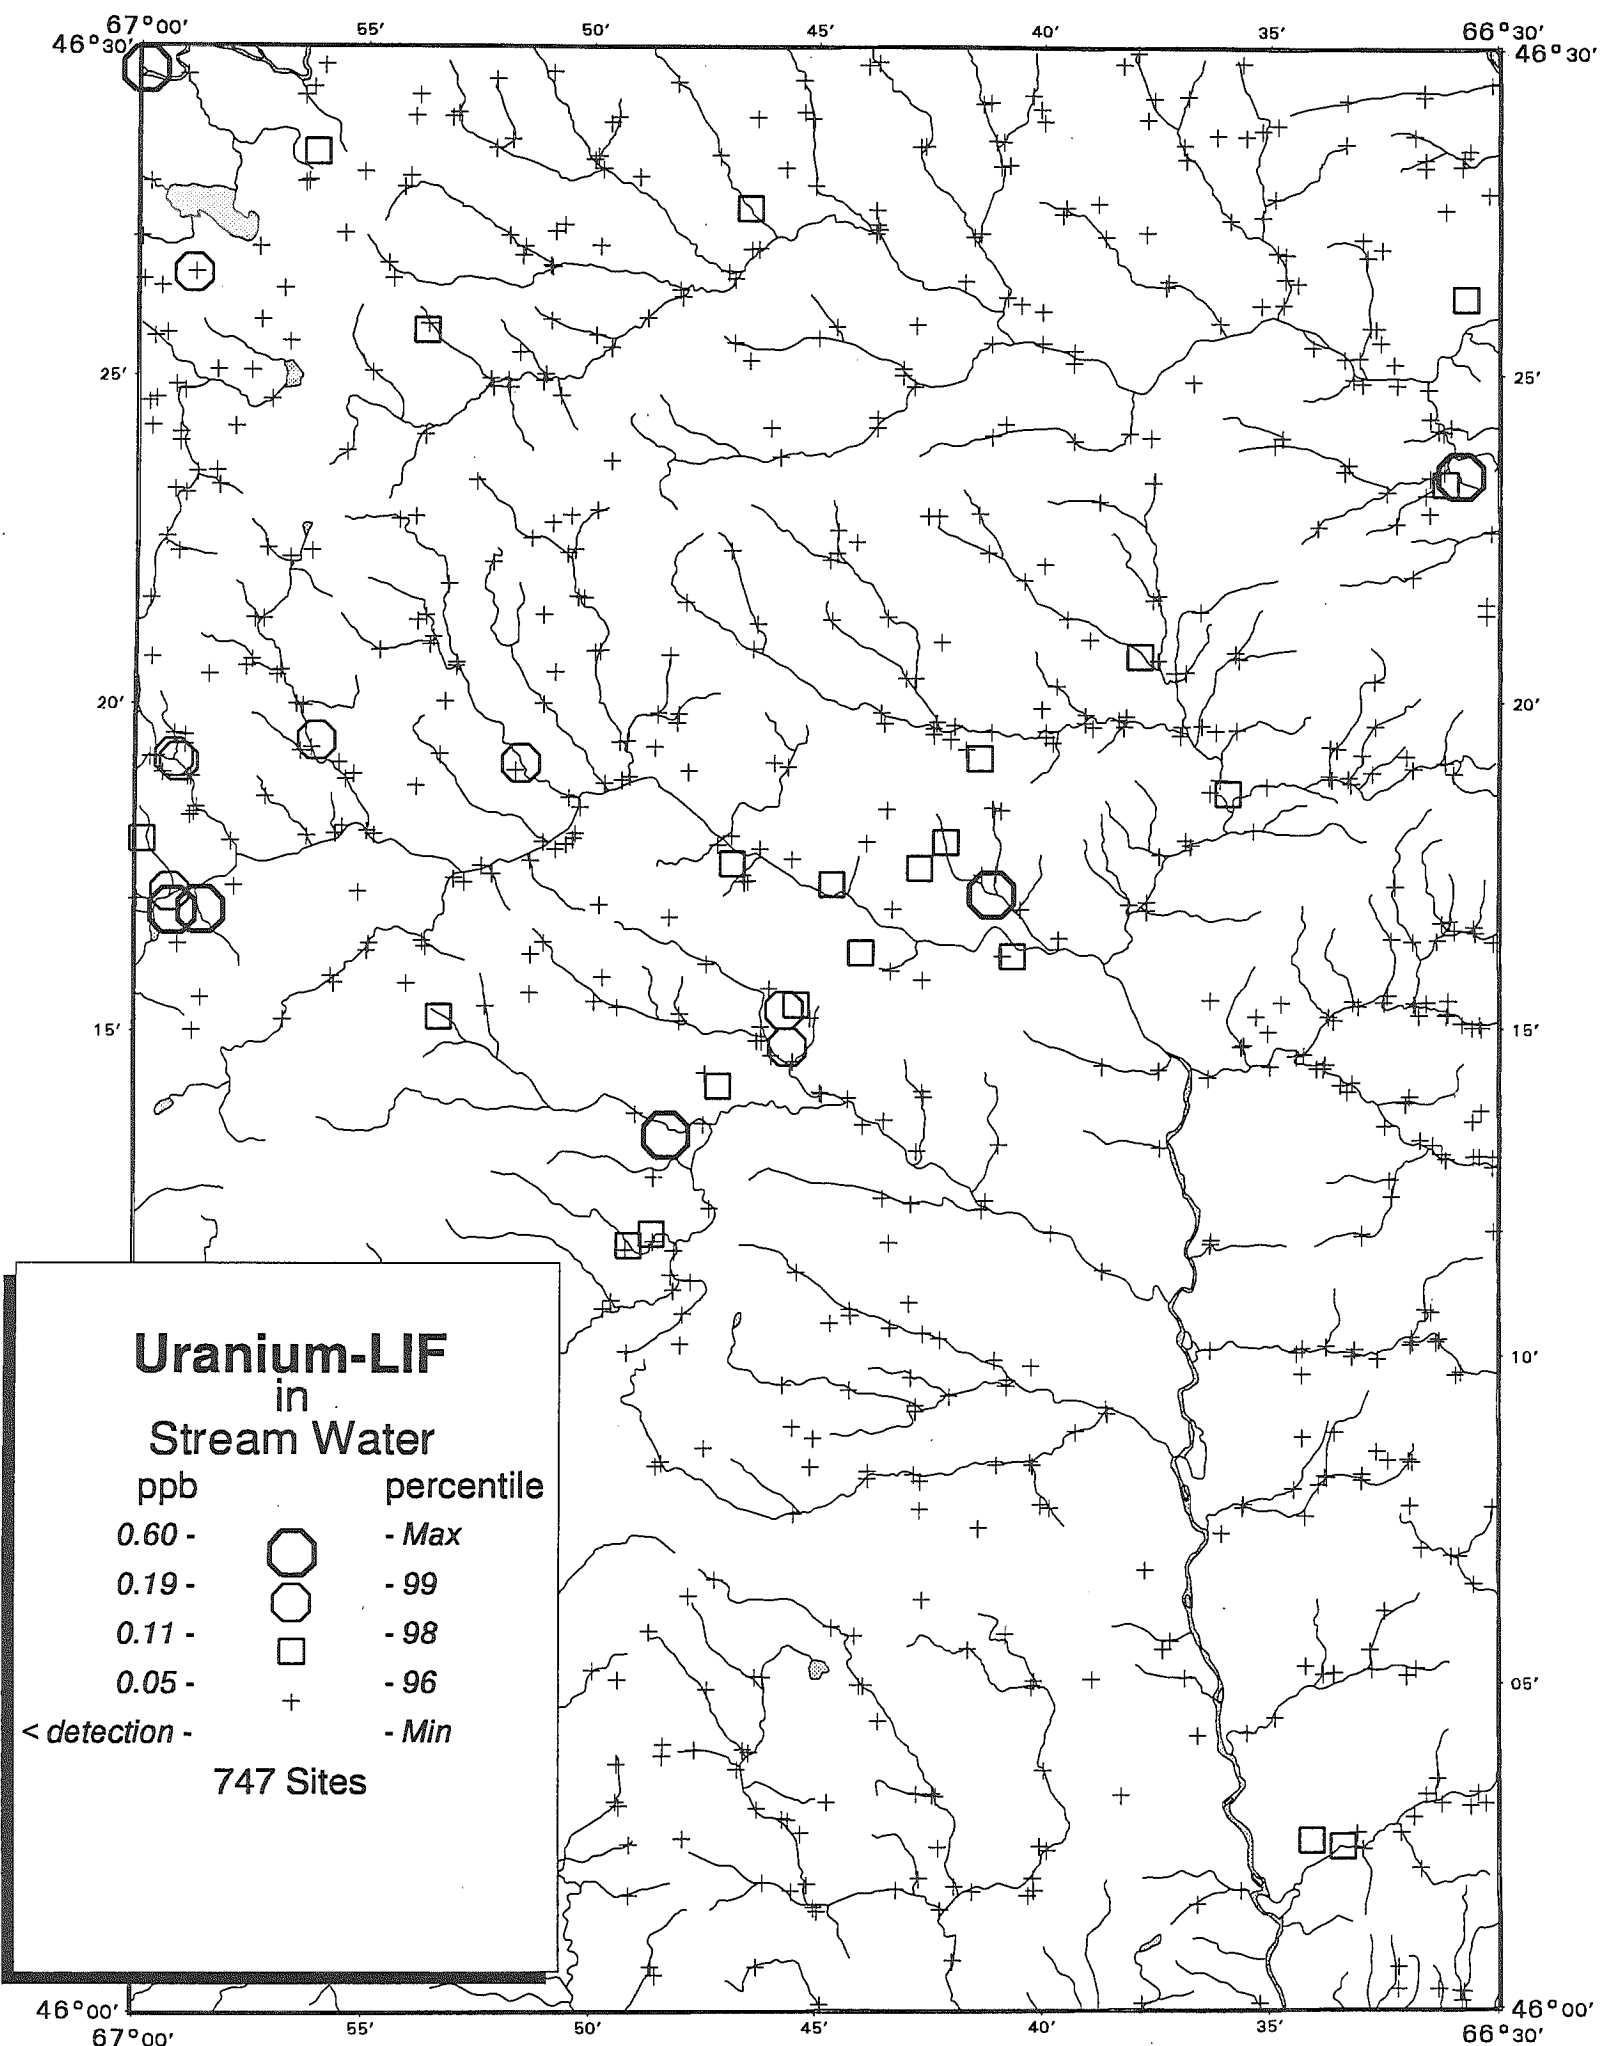 67°00' 55' 50' 45' 40' 35' 66°30'
46°30' 46°30'
25' 25'
20' 20'
15' 15'
10'
05'
Uranium-LIF
in
Stream Water
ppb percentile
0.60 - - Max
0.19 - - 99
0.11 - - 98
0.05 - - 96
< detection - - Min
747 Sites
46°00' 46°00'
67°00' 55' 50' 45' 40' 35' 66°30'